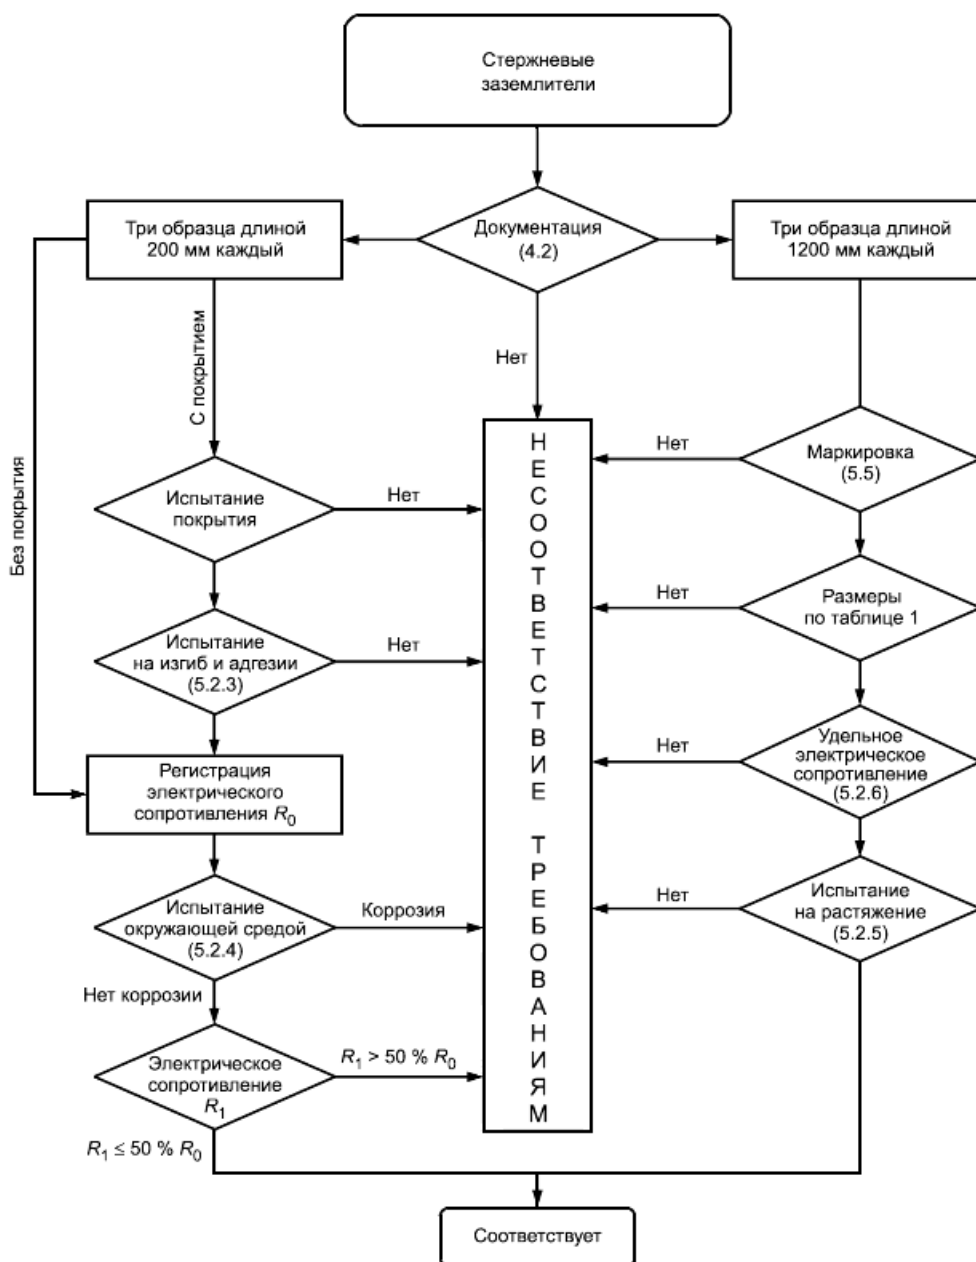 Стержневые
заземлители
Документация
(4.2)
Три образца длиной
200 мм каждый
Три образца длиной
1200 мм каждый
С покрытием
Без покрытия
Нет
НЕСООТВЕТСТВИЕ ТРЕБОВАНИЯМ
Испытание
покрытия
Нет
Испытание
на изгиб и адгезии
(5.2.3)
Нет
Регистрация
электрического
сопротивления R₀
Испытание
окружающей средой
(5.2.4)
Коррозия
Нет коррозии
Электрическое
сопротивление
R₁
R₁ > 50 % R₀
R₁ ≤ 50 % R₀
Нет
Маркировка
(5.5)
Нет
Размеры
по таблице 1
Нет
Удельное
электрическое
сопротивление
(5.2.6)
Нет
Испытание
на растяжение
(5.2.5)
Соответствует